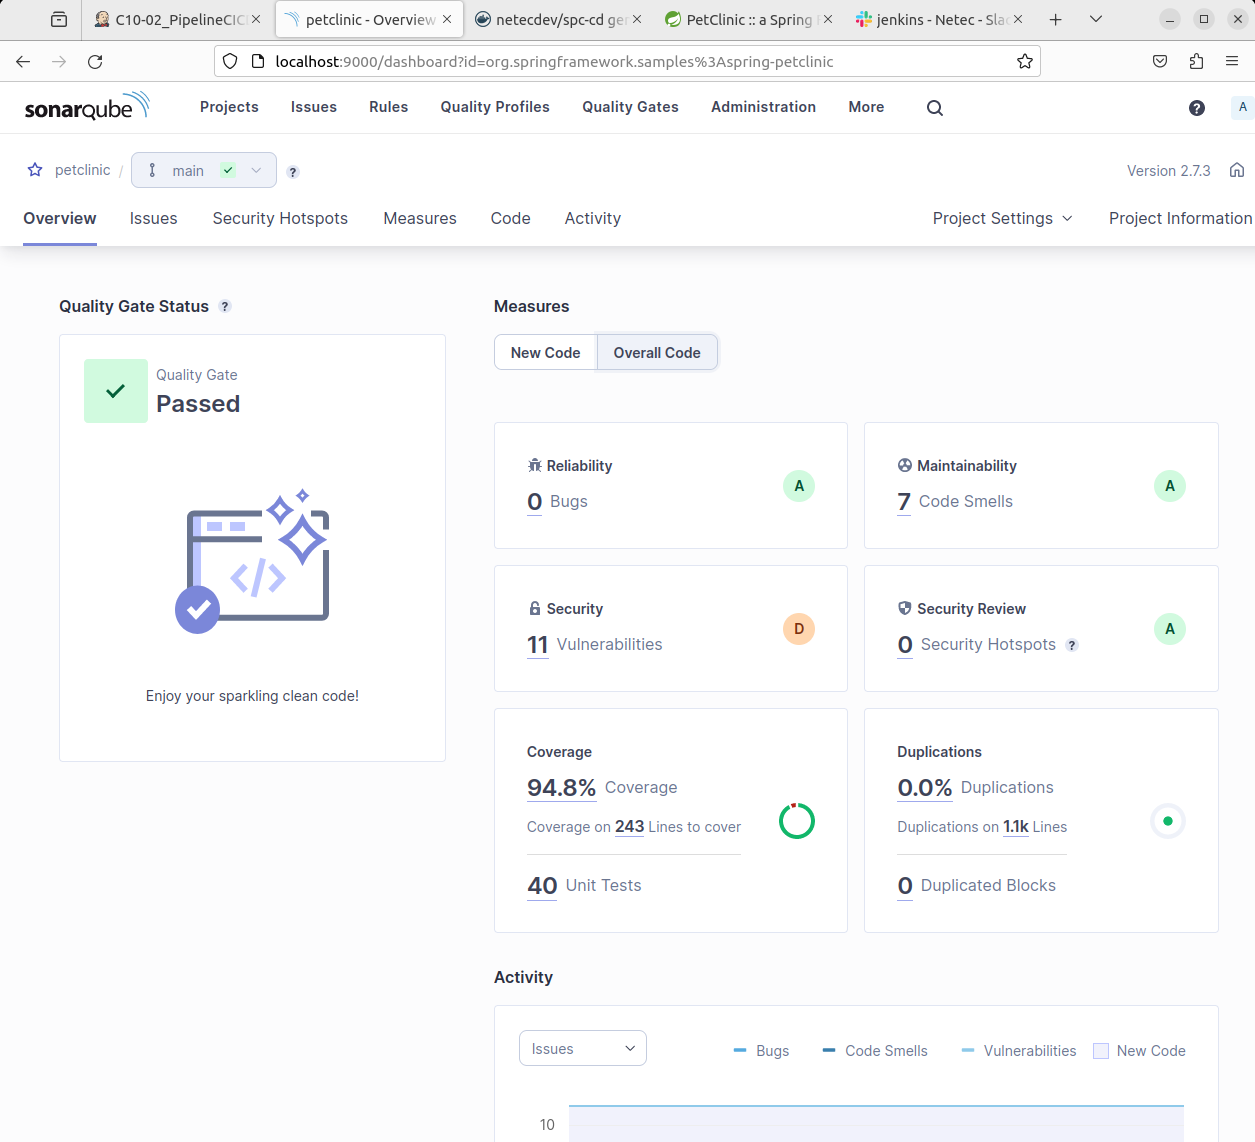 C10-02_PipelineCIC
petclinic - Overview
netecdev/spc-cd ge
PetClinic :: a Spring
jenkins - Netec - Sla
localhost:9000/dashboard?id=org.springframework.samples%3Aspring-petclinic
sonarqube
Projects
Issues
Rules
Quality Profiles
Quality Gates
Administration
More
?
A
petclinic /
main
?
Version 2.7.3
Overview
Issues
Security Hotspots
Measures
Code
Activity
Project Settings
Project Information
Quality Gate Status ?
Quality Gate
Passed
Enjoy your sparkling clean code!
Measures
New Code
Overall Code
Reliability
0 Bugs
A
Maintainability
7 Code Smells
A
Security
11 Vulnerabilities
D
Security Review
0 Security Hotspots ?
A
Coverage
94.8% Coverage
Coverage on 243 Lines to cover
40 Unit Tests
Duplications
0.0% Duplications
Duplications on 1.1k Lines
0 Duplicated Blocks
Activity
Issues
Bugs
Code Smells
Vulnerabilities
New Code
10